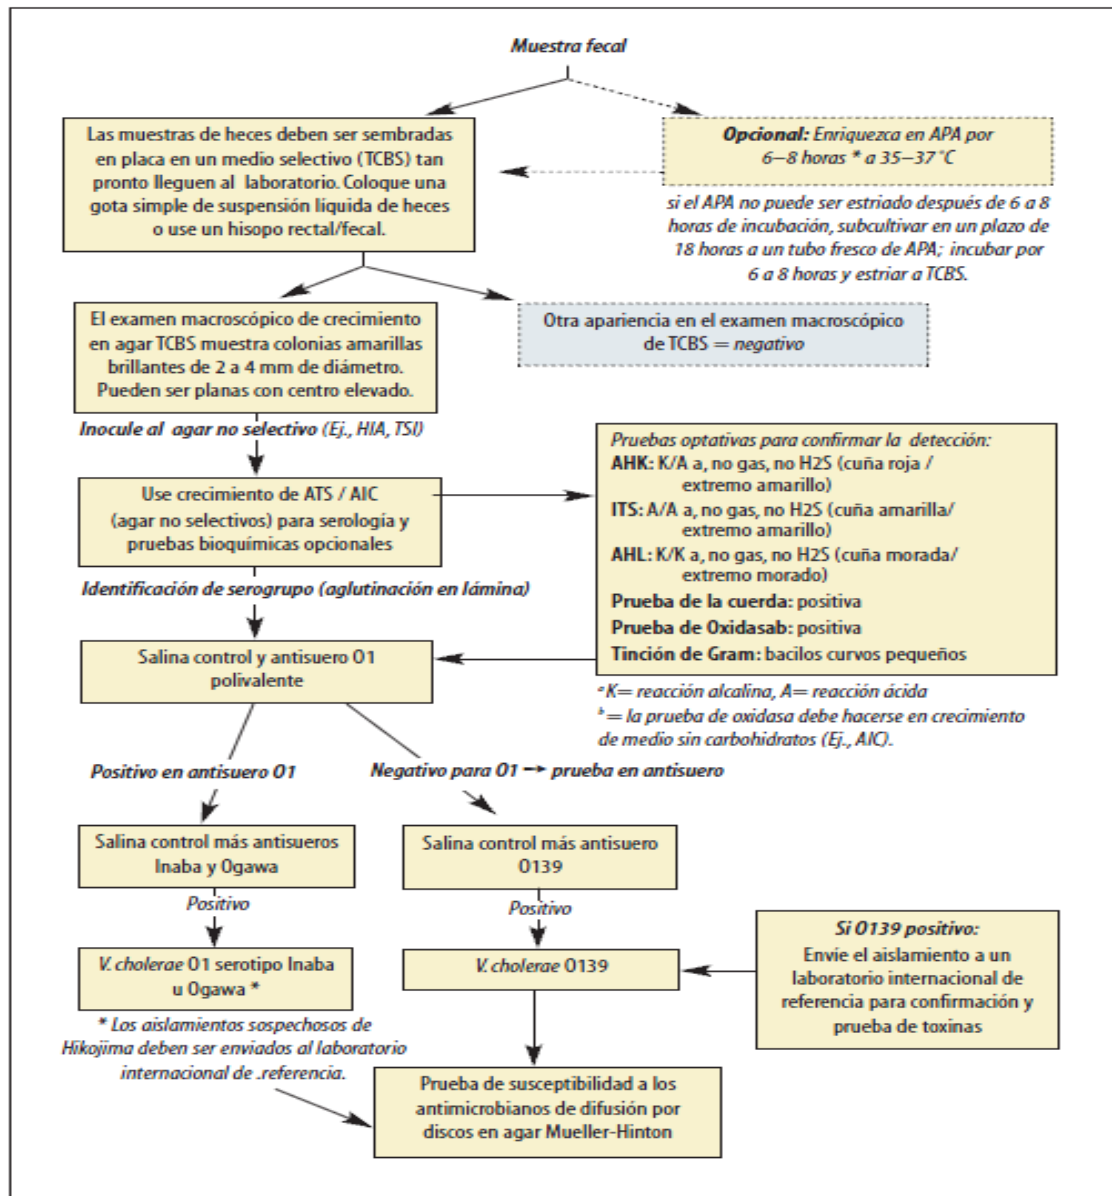 Muestra fecal
Las muestras de heces deben ser sembradas
en placa en un medio selectivo (TCBS) tan
pronto lleguen al laboratorio. Coloque una
gota simple de suspensión líquida de heces
o use un hisopo rectal/fecal.
Opcional: Enriquezca en APA por
6–8 horas * a 35–37 °C
si el APA no puede ser estriado después de 6 a 8
horas de incubación, subcultivar en un plazo de
18 horas a un tubo fresco de APA; incubar por
6 a 8 horas y estriar a TCBS.
El examen macroscópico de crecimiento
en agar TCBS muestra colonias amarillas
brillantes de 2 a 4 mm de diámetro.
Pueden ser planas con centro elevado.
Otra apariencia en el examen macroscópico
de TCBS = negativo
Inocule al agar no selectivo (Ej., HIA, TSI)
Use crecimiento de ATS / AIC
(agar no selectivos) para serología y
pruebas bioquímicas opcionales
Pruebas optativas para confirmar la detección:
AHK: K/A a, no gas, no H2S (cuña roja /
extremo amarillo)
ITS: A/A a, no gas, no H2S (cuña amarilla/
extremo amarillo)
AHL: K/K a, no gas, no H2S (cuña morada/
extremo morado)
Prueba de la cuerda: positiva
Prueba de Oxidasab: positiva
Tinción de Gram: bacilos curvos pequeños
a K= reacción alcalina, A= reacción ácida
b = la prueba de oxidasa debe hacerse en crecimiento
de medio sin carbohidratos (Ej., AIC).
Identificación de serogrupo (aglutinación en lámina)
Salina control y antisuero O1
polivalente
Positivo en antisuero O1
Negativo para O1 → prueba en antisuero
Salina control más antisueros
Inaba y Ogawa
Salina control más antisuero
O139
Positivo
Positivo
V. cholerae O1 serotipo Inaba
u Ogawa *
V. cholerae O139
Si O139 positivo:
Envíe el aislamiento a un
laboratorio internacional de
referencia para confirmación y
prueba de toxinas
* Los aislamientos sospechosos de
Hikojima deben ser enviados al laboratorio
internacional de .referencia.
Prueba de susceptibilidad a los
antimicrobianos de difusión por
discos en agar Mueller-Hinton